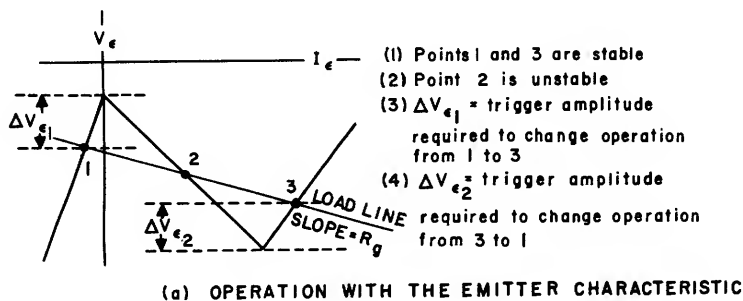 V_ϵ
I_ϵ
(1) Points 1 and 3 are stable
(2) Point 2 is unstable
(3) ΔV_ϵ1 = trigger amplitude
required to change operation
from 1 to 3
(4) ΔV_ϵ2 = trigger amplitude
required to change operation
from 3 to 1
ΔV_ϵ1
1
2
3
LOAD LINE
SLOPE = R_g
ΔV_ϵ2
(a) OPERATION WITH THE EMITTER CHARACTERISTIC